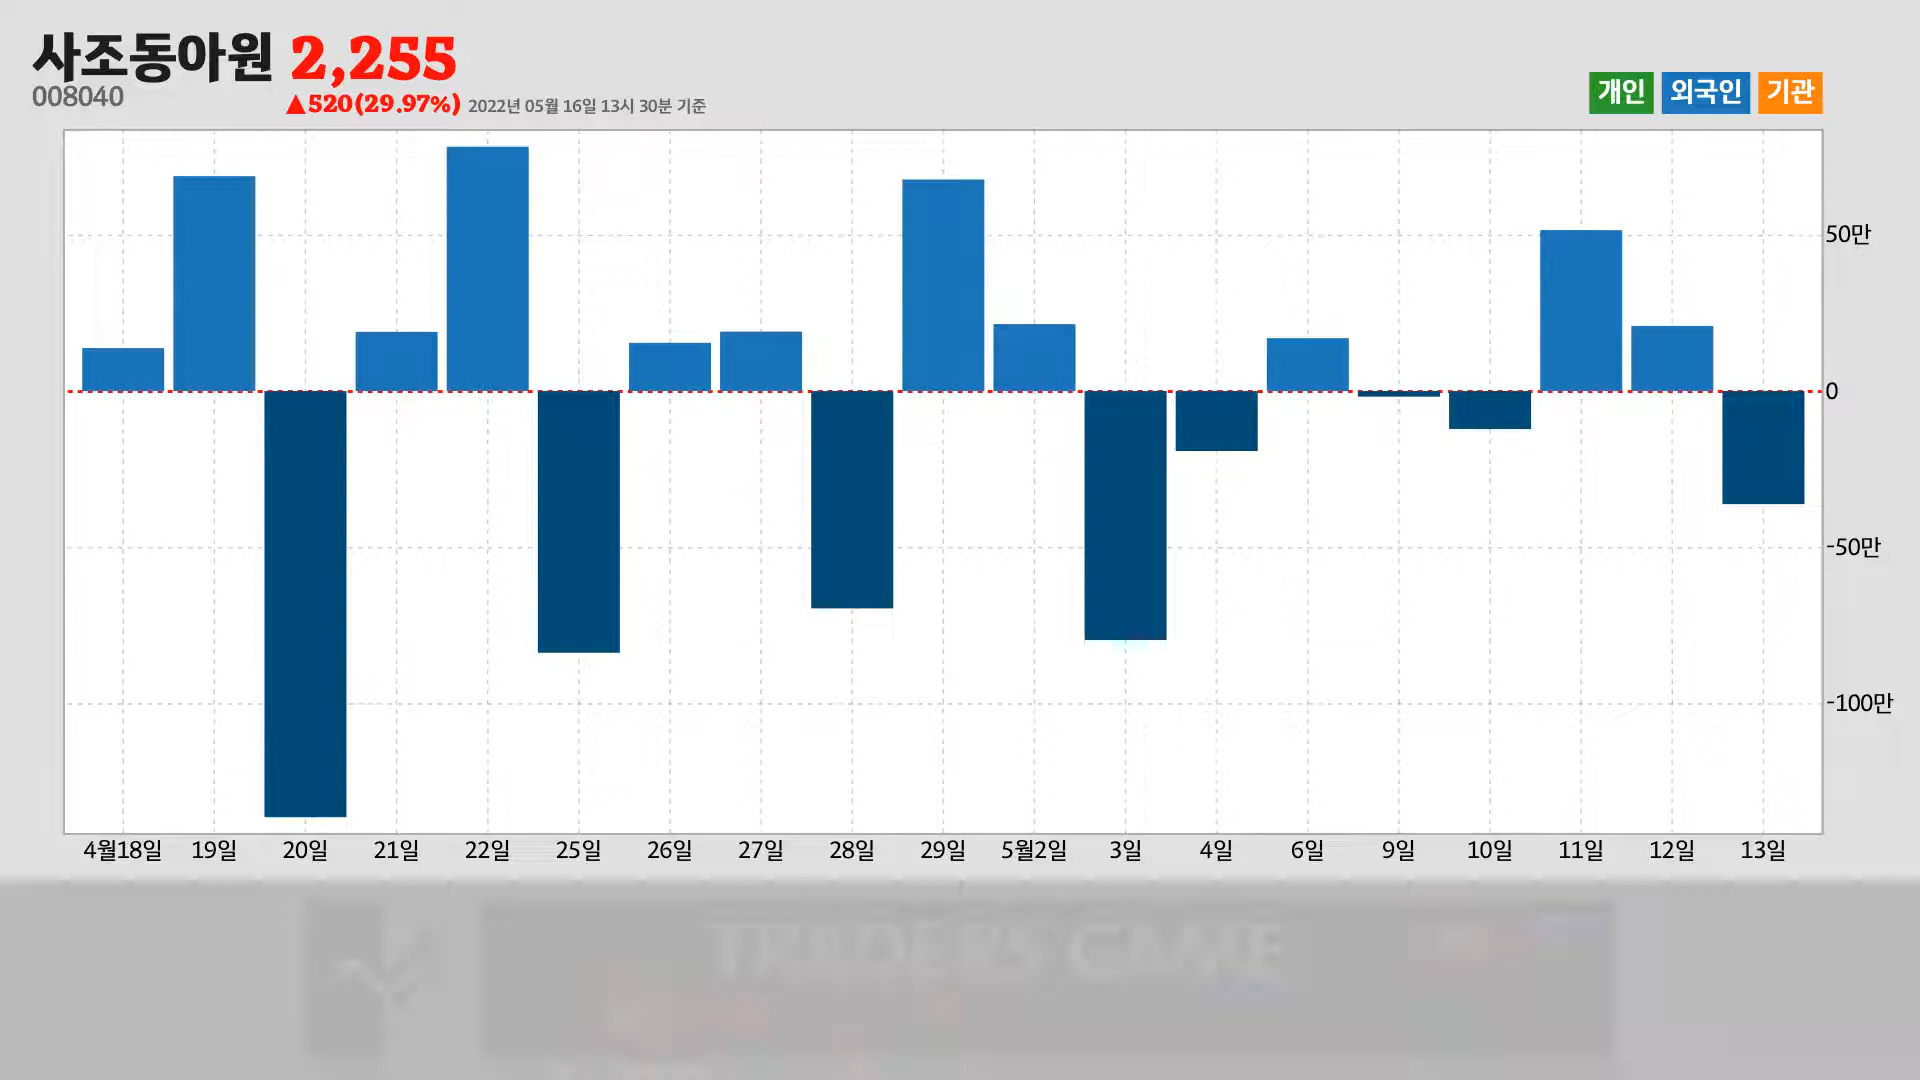 사조동아원 2,255
008040
▲520(29.97%) 2022년 05월 16일 13시 30분 기준
개인 외국인 기관
50만
0
-50만
-100만
4월18일 19일 20일 21일 22일 25일 26일 27일 28일 29일 5월2일 3일 4일 6일 9일 10일 11일 12일 13일
TRADERS GAME